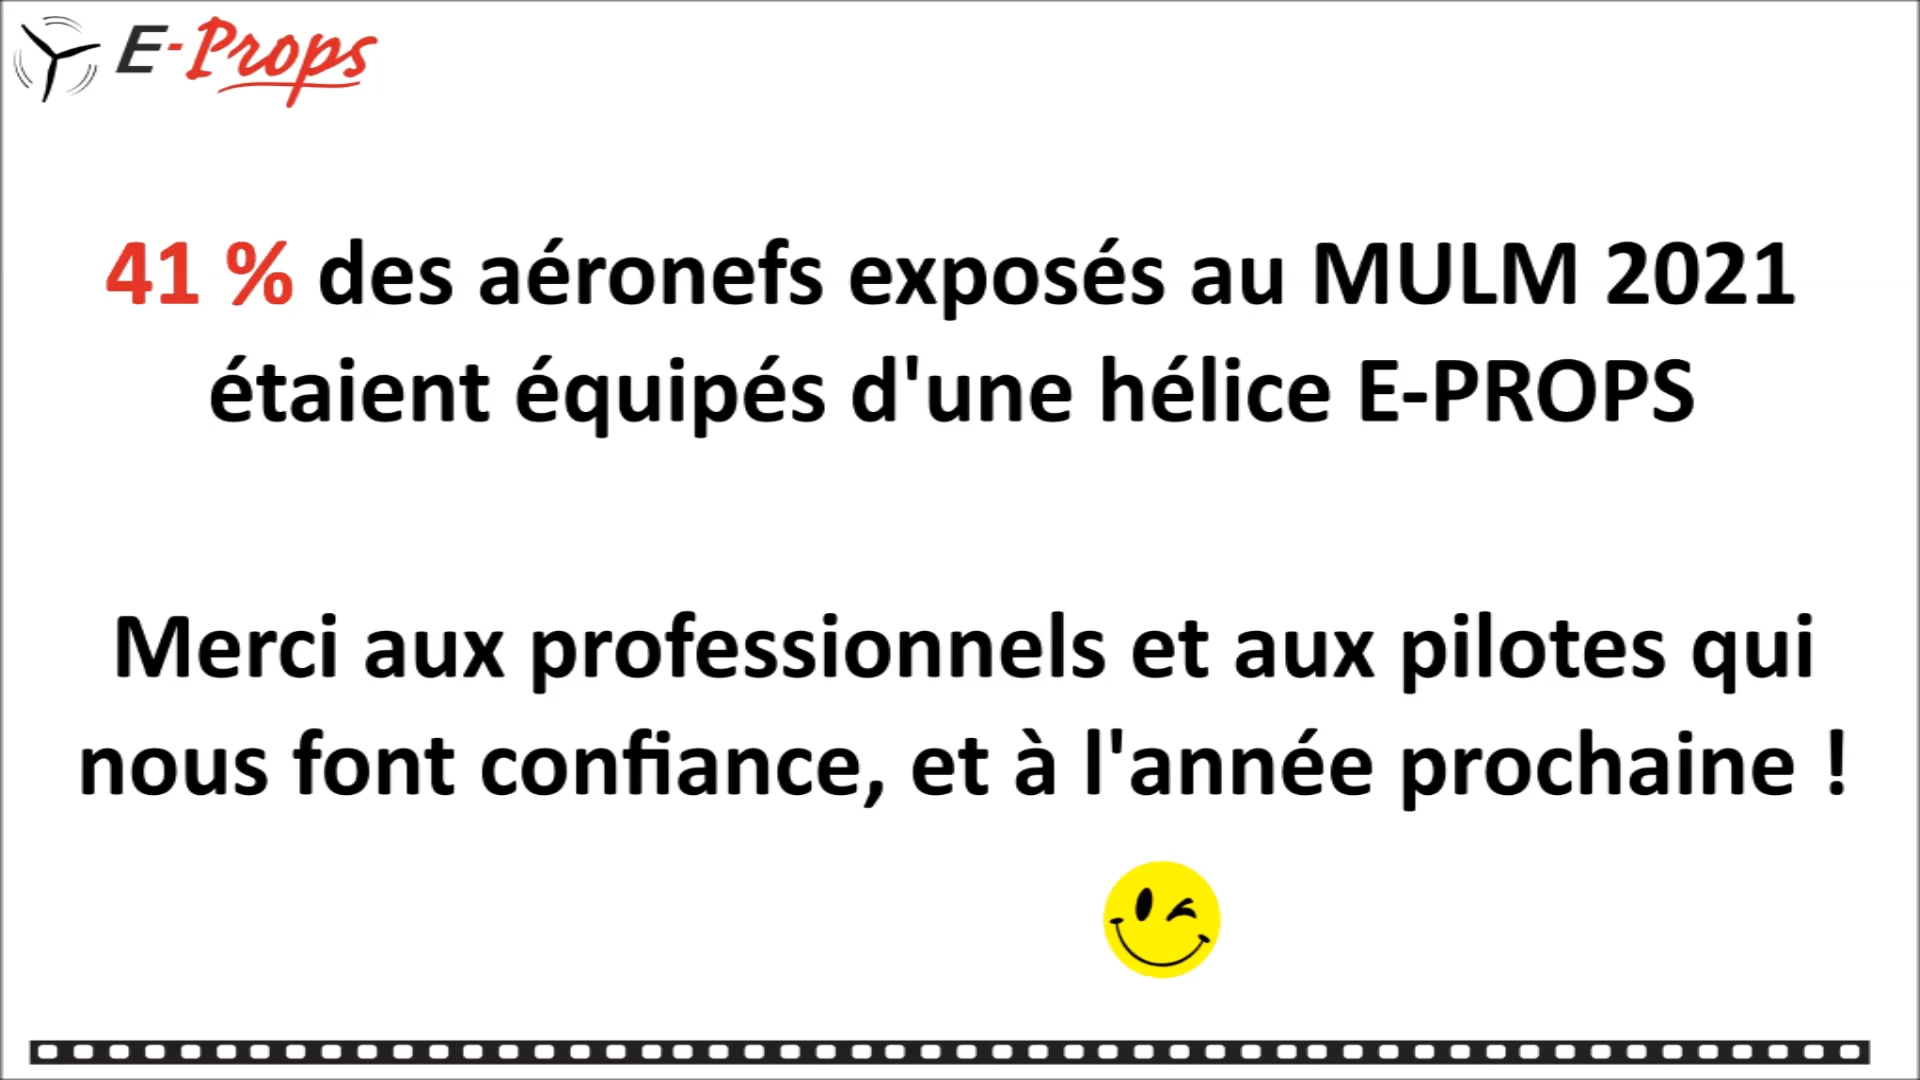 E-Props
41 % des aéronefs exposés au MULM 2021
étaient équipés d'une hélice E-PROPS
Merci aux professionnels et aux pilotes qui
nous font confiance, et à l'année prochaine !